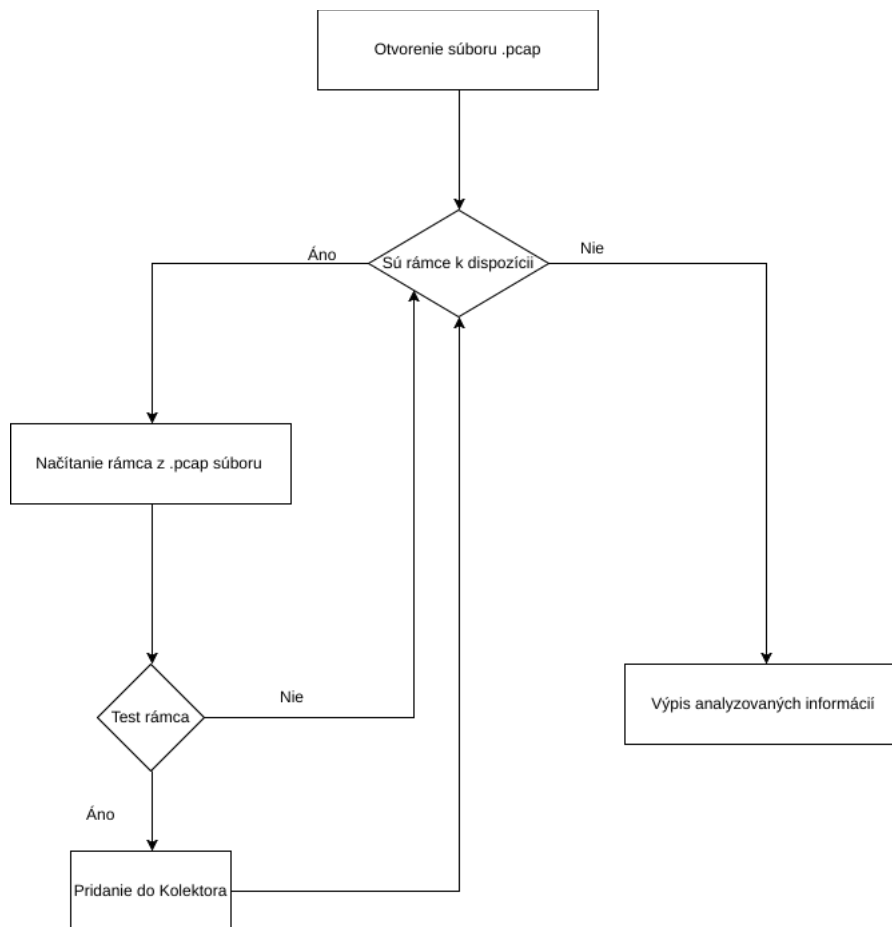 Otvorenie súboru .pcap
Sú rámce k dispozícii
Áno
Nie
Načítanie rámca z .pcap súboru
Test rámca
Nie
Áno
Pridanie do Kolektora
Výpis analyzovaných informácií